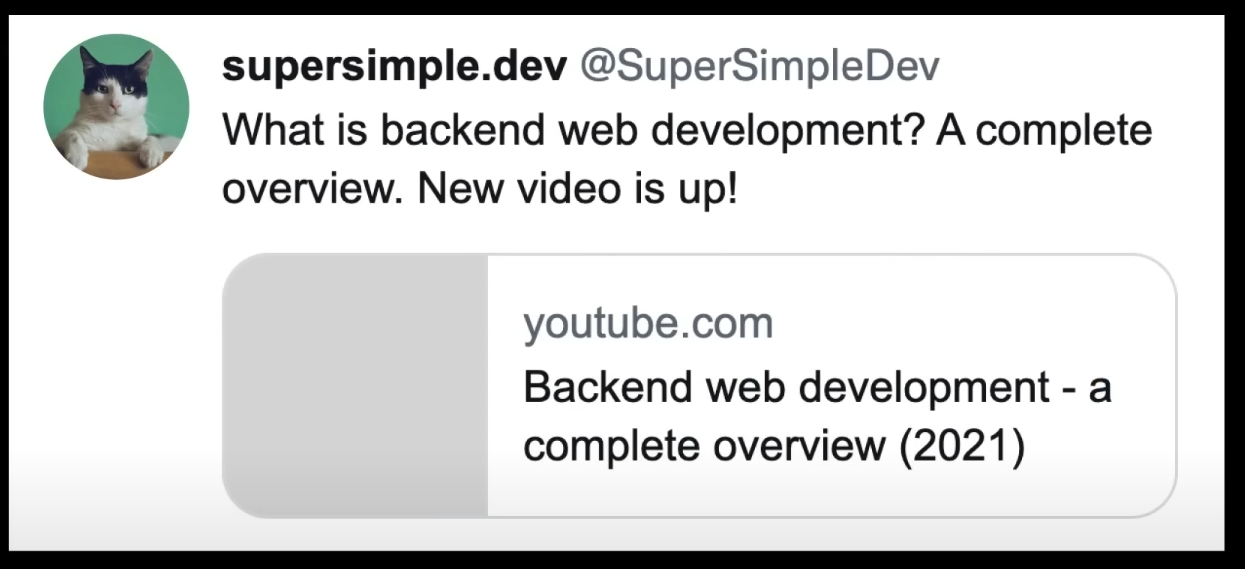 supersimple.dev @SuperSimpleDev
What is backend web development? A complete
overview. New video is up!
youtube.com
Backend web development - a
complete overview (2021)